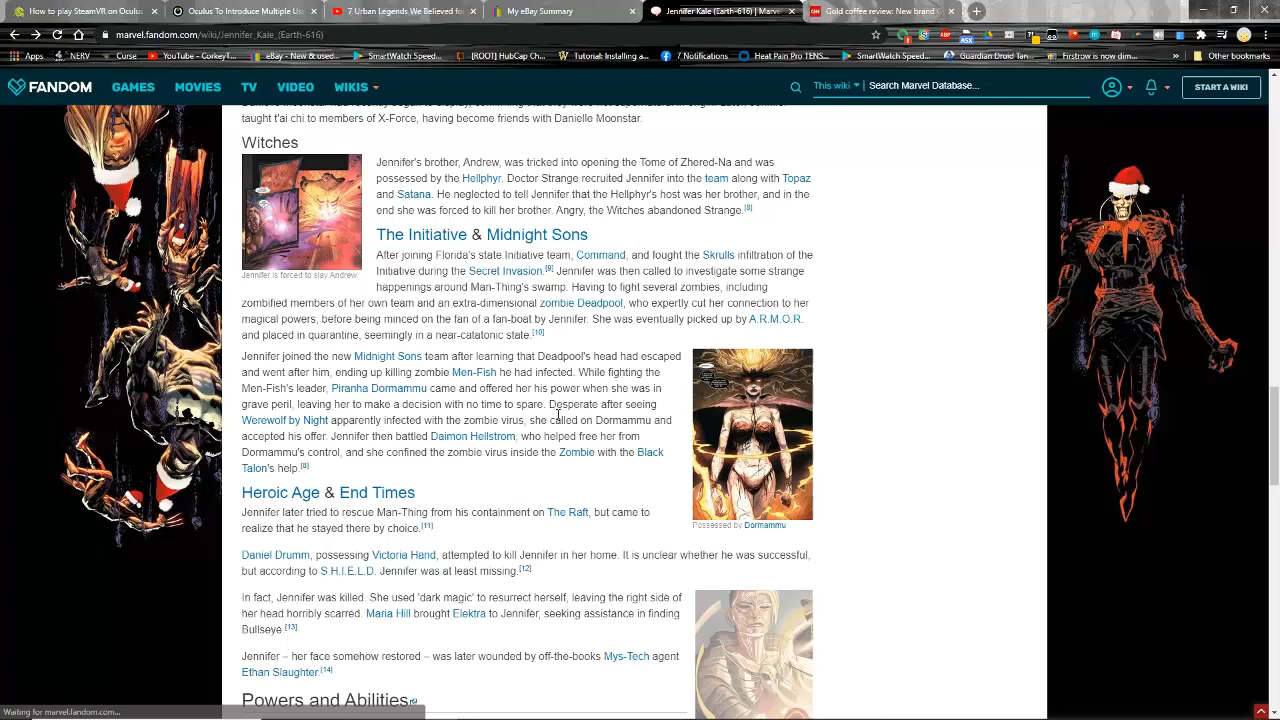 How to play SteamVR on Oculus
Oculus To Introduce Multiple Use
7 Urban Legends We Believed for
My eBay Summary
Jennifer Kale (Earth-616) | Marvel
Gold coffee review: New brand G
marvel.fandom.com/wiki/Jennifer_Kale_(Earth-616)
Apps
NERV
Curse
YouTube - CorkeyT...
eBay - New & used...
SmartWatch Speed...
[ROOT] HubCap Ch...
Tutorial: Installing a...
7 Notifications
Heat Pain Pro TENS...
SmartWatch Speed...
Guardian Druid Tan...
Firstrow is now dim...
Other bookmarks
FANDOM
GAMES
MOVIES
TV
VIDEO
WIKIS
This wiki
Search Marvel Database...
START A WIKI
taught t'ai chi to members of X-Force, having become friends with Danielle Moonstar.
Witches
Jennifer's brother, Andrew, was tricked into opening the Tome of Zhered-Na and was
possessed by the Hellphyr. Doctor Strange recruited Jennifer into the team along with Topaz
and Satana. He neglected to tell Jennifer that the Hellphyr's host was her brother, and in the
end she was forced to kill her brother. Angry, the Witches abandoned Strange.[8]
Jennifer is forced to slay Andrew.
The Initiative & Midnight Sons
After joining Florida's state Initiative team, Command, and fought the Skrulls infiltration of the
Initiative during the Secret Invasion.[9] Jennifer was then called to investigate some strange
happenings around Man-Thing's swamp. Having to fight several zombies, including
zombified members of her own team and an extra-dimensional zombie Deadpool, who expertly cut her connection to her
magical powers, before being minced on the fan of a fan-boat by Jennifer. She was eventually picked up by A.R.M.O.R.
and placed in quarantine, seemingly in a near-catatonic state.[10]
Jennifer joined the new Midnight Sons team after learning that Deadpool's head had escaped
and went after him, ending up killing zombie Men-Fish he had infected. While fighting the
Men-Fish's leader, Piranha Dormammu came and offered her his power when she was in
grave peril, leaving her to make a decision with no time to spare. Desperate after seeing
Werewolf by Night apparently infected with the zombie virus, she called on Dormammu and
accepted his offer. Jennifer then battled Daimon Hellstrom, who helped free her from
Dormammu's control, and she confined the zombie virus inside the Zombie with the Black
Talon's help.[8]
Possessed by Dormammu
Heroic Age & End Times
Jennifer later tried to rescue Man-Thing from his containment on The Raft, but came to
realize that he stayed there by choice.[11]
Daniel Drumm, possessing Victoria Hand, attempted to kill Jennifer in her home. It is unclear whether he was successful,
but according to S.H.I.E.L.D. Jennifer was at least missing.[12]
In fact, Jennifer was killed. She used 'dark magic' to resurrect herself, leaving the right side of
her head horribly scarred. Maria Hill brought Elektra to Jennifer, seeking assistance in finding
Bullseye.[13]
Jennifer – her face somehow restored – was later wounded by off-the-books Mys-Tech agent
Ethan Slaughter.[14]
Powers and Abilities
Waiting for marvel.fandom.com...